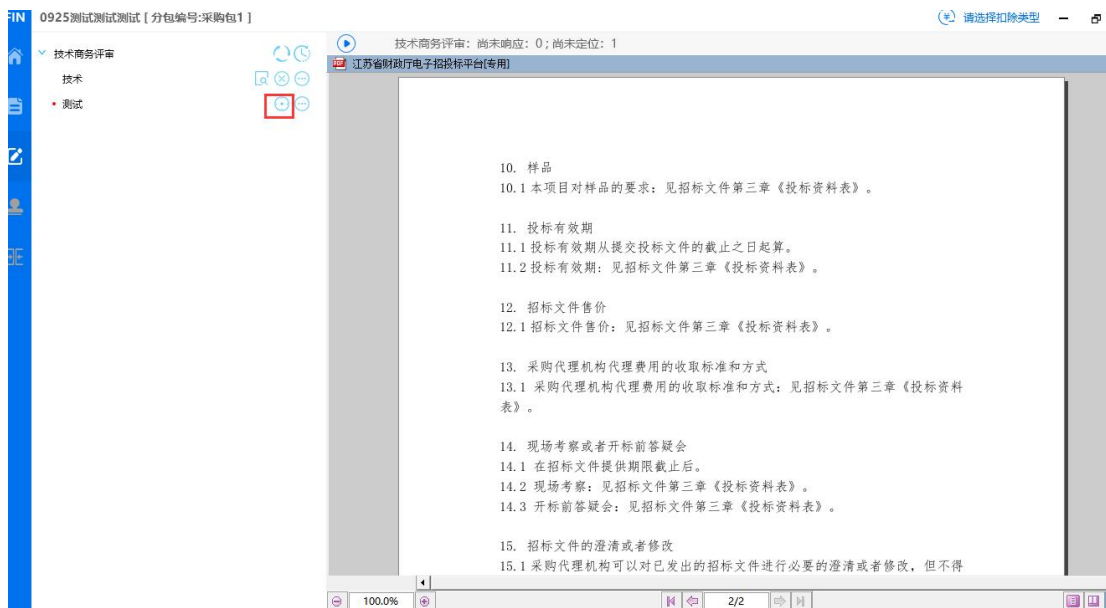 FIN
0925测试测试测试 [ 分包编号:采购包1 ]
请选择扣除类型
技术商务评审
技术
测试
技术商务评审：尚未响应：0 ; 尚未定位：1
江苏省财政厅电子招投标平台[专用]
10. 样品
10.1 本项目对样品的要求：见招标文件第三章《投标资料表》。
11. 投标有效期
11.1 投标有效期从提交投标文件的截止之日起算。
11.2 投标有效期：见招标文件第三章《投标资料表》。
12. 招标文件售价
12.1 招标文件售价：见招标文件第三章《投标资料表》。
13. 采购代理机构代理费用的收取标准和方式
13.1 采购代理机构代理费用的收取标准和方式：见招标文件第三章《投标资料
表》。
14. 现场考察或者开标前答疑会
14.1 在招标文件提供期限截止后。
14.2 现场考察：见招标文件第三章《投标资料表》。
14.3 开标前答疑会：见招标文件第三章《投标资料表》。
15. 招标文件的澄清或者修改
15.1 采购代理机构可以对已发出的招标文件进行必要的澄清或者修改，但不得
100.0%
2/2